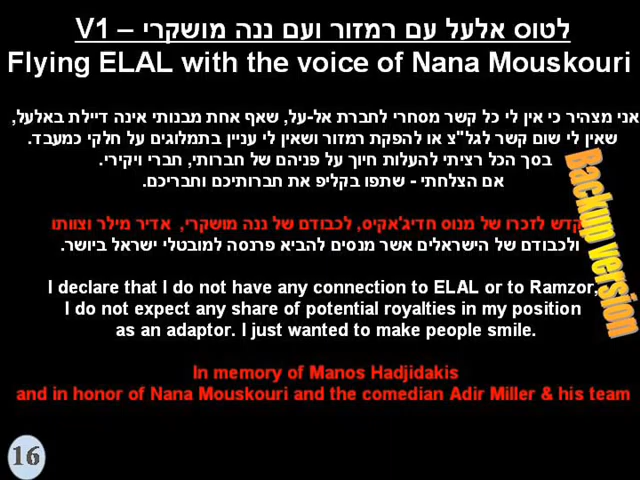 לטוס אלעל עם רמזור ועם ננה מושקרי – V1
Flying ELAL with the voice of Nana Mouskouri
אני מצהיר כי אין לי כל קשר מסחרי לחברת אל-על, שאף אחת מבנותי אינה דיילת באלעל,
שאין לי שום קשר לגל"צ או להפקת רמזור ושאין לי עניין בתמלוגים על חלקי כמעבד.
בסך הכל רציתי להעלות חיוך על פניהם של חברותי, חברי ויקירי.
אם הצלחתי - שתפו בקליפ את חברותיכם וחבריכם.
Backup version
לזכרו של מנוס חדיג'אקיס, לכבודם של ננה מושקרי, אדיר מילר וצוותו
ולכבודם של הישראלים אשר מנסים להביא פרנסה למובטלי ישראל ביושר.
I declare that I do not have any connection to ELAL or to Ramzor.
I do not expect any share of potential royalties in my position
as an adaptor. I just wanted to make people smile.
In memory of Manos Hadjidakis
and in honor of Nana Mouskouri and the comedian Adir Miller & his team
16